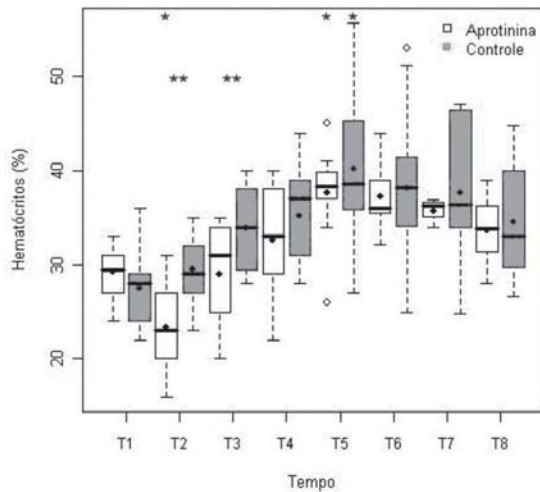 * * *
Aprotinina
Controle
** **
50
40
30
20
Hematócritos (%)
T1 T2 T3 T4 T5 T6 T7 T8
Tempo